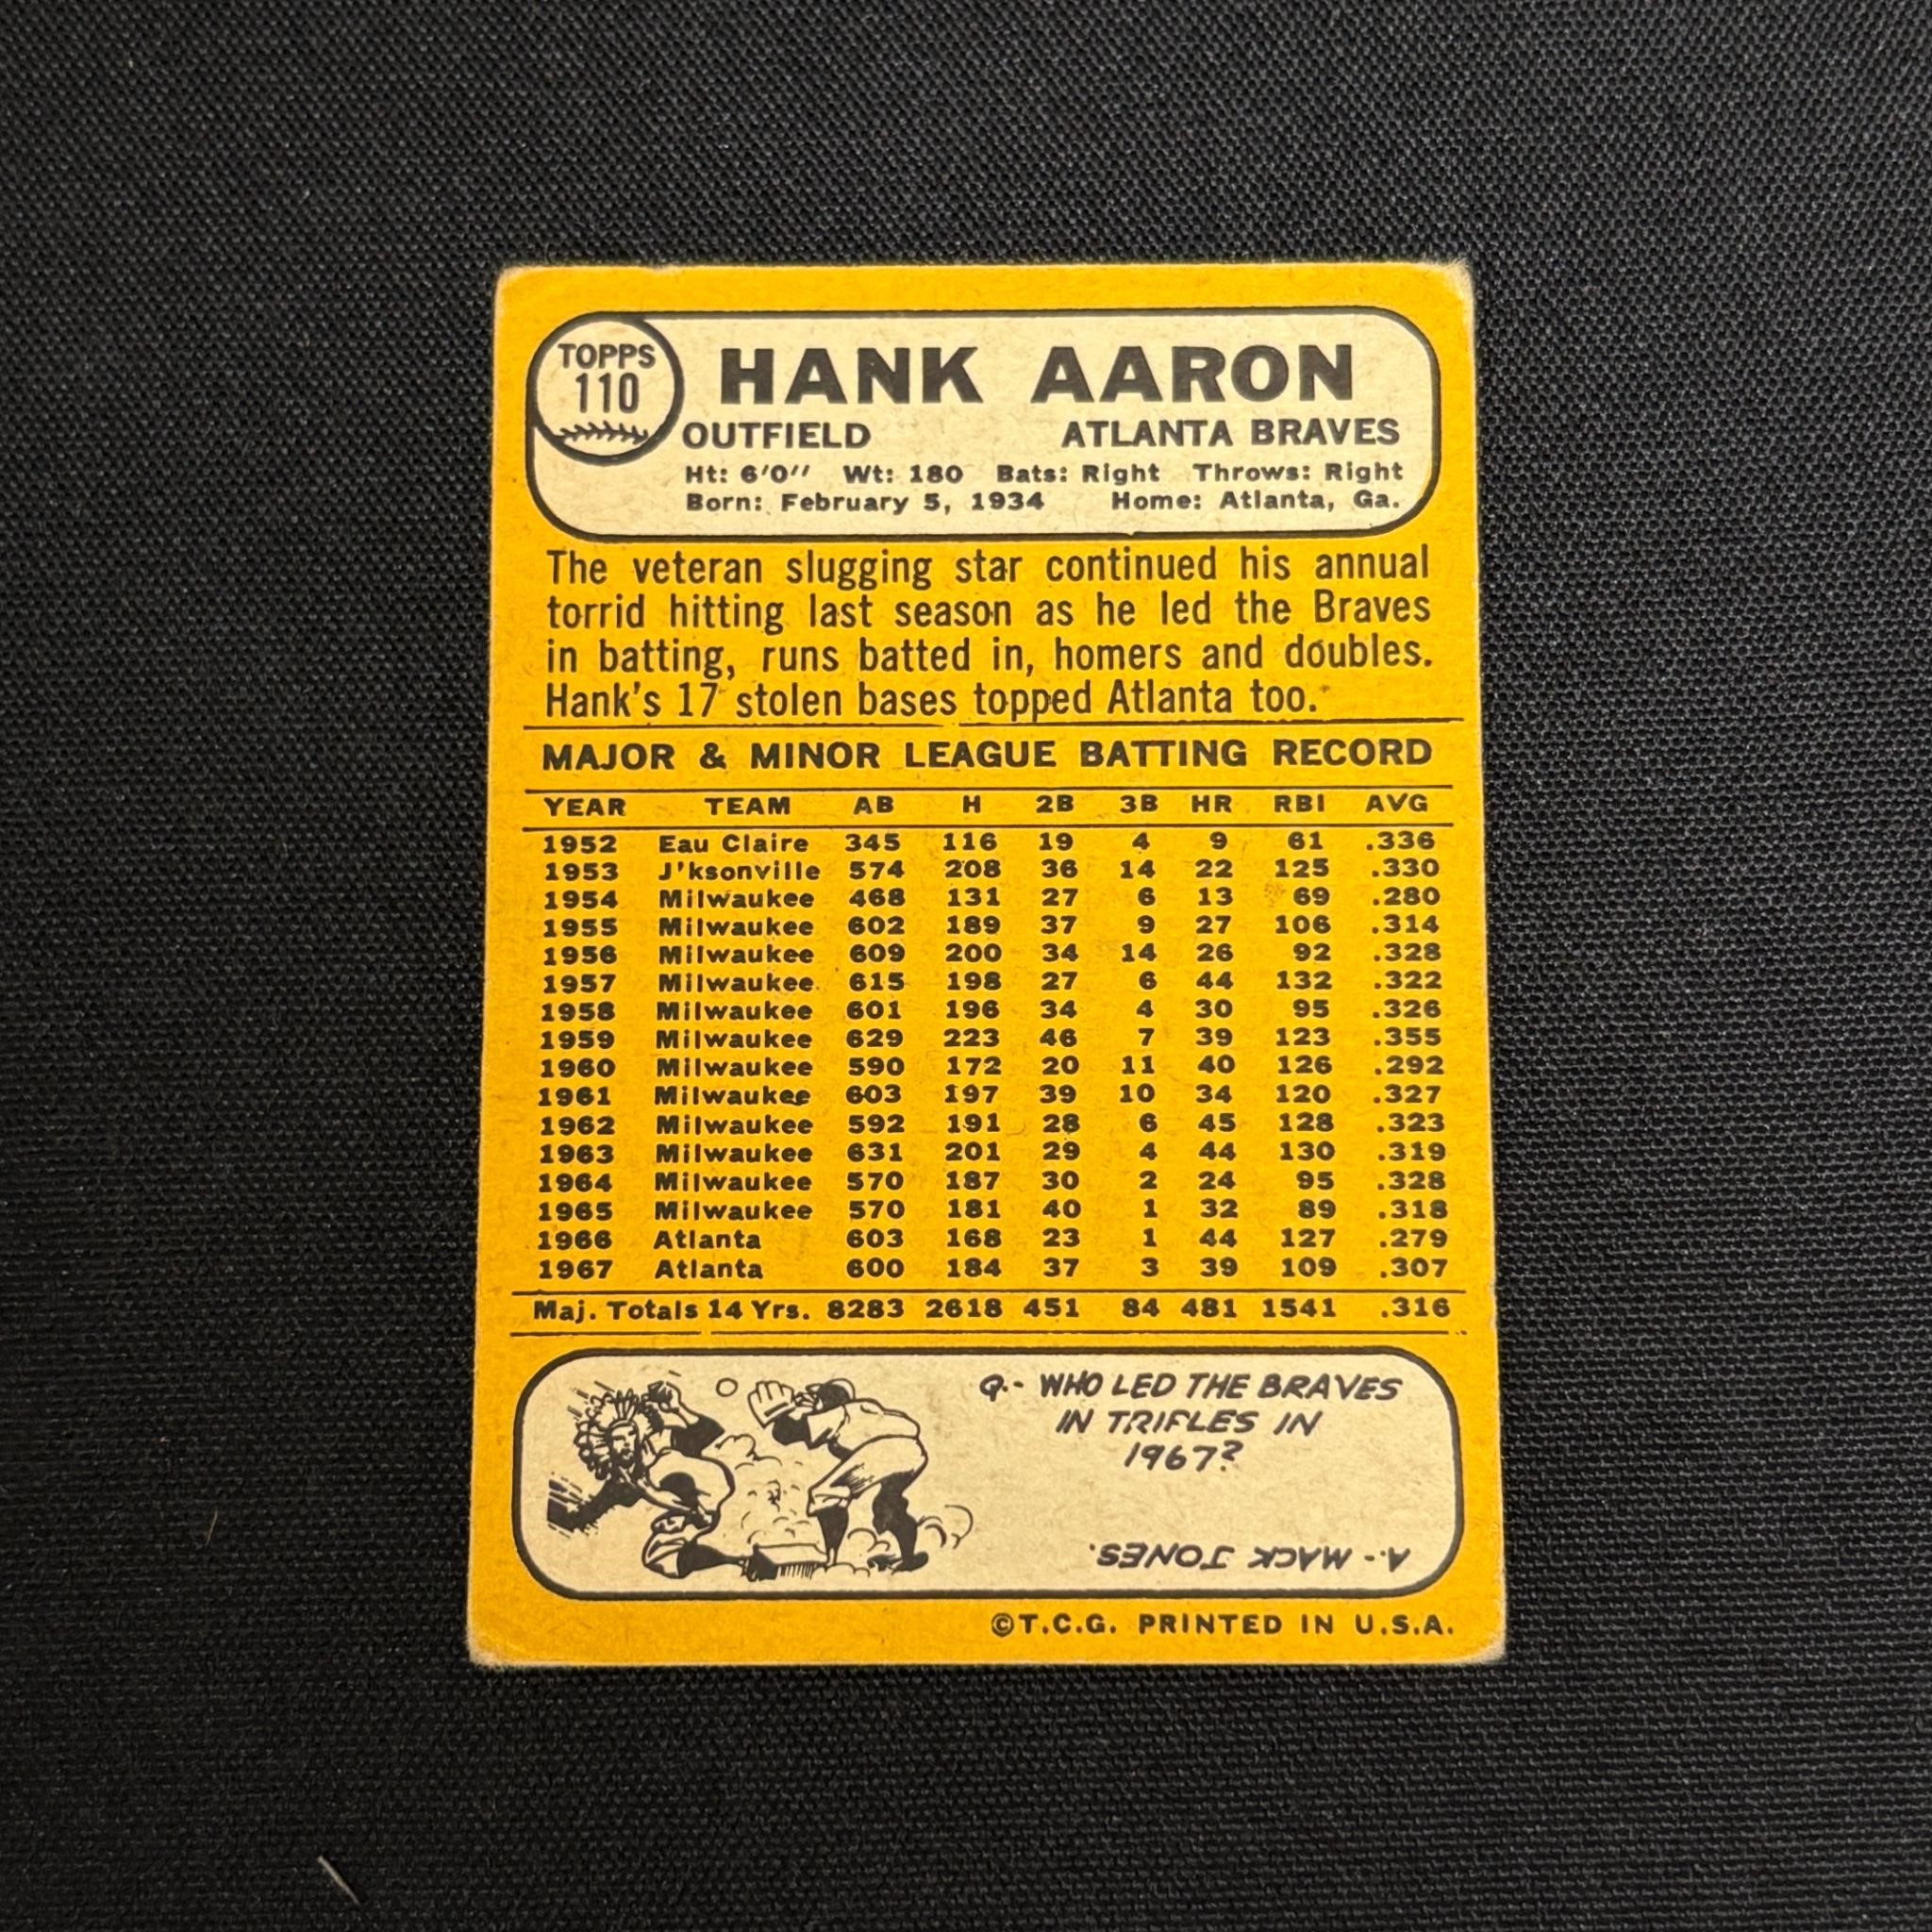 TOPPS
110
HANK AARON
OUTFIELD ATLANTA BRAVES
Ht: 6'0'' Wt: 180 Bats: Right Throws: Right
Born: February 5, 1934 Home: Atlanta, Ga.
The veteran slugging star continued his annual
torrid hitting last season as he led the Braves
in batting, runs batted in, homers and doubles.
Hank's 17 stolen bases topped Atlanta too.
MAJOR & MINOR LEAGUE BATTING RECORD
YEAR TEAM AB H 2B 3B HR RBI AVG
1952 Eau Claire 345 116 19 4 9 61 .336
1953 J'ksonville 574 208 36 14 22 125 .330
1954 Milwaukee 468 131 27 6 13 69 .280
1955 Milwaukee 602 189 37 9 27 106 .314
1956 Milwaukee 609 200 34 14 26 92 .328
1957 Milwaukee 615 198 27 6 44 132 .322
1958 Milwaukee 601 196 34 4 30 95 .326
1959 Milwaukee 629 223 46 7 39 123 .355
1960 Milwaukee 590 172 20 11 40 126 .292
1961 Milwaukee 603 197 39 10 34 120 .327
1962 Milwaukee 592 191 28 6 45 128 .323
1963 Milwaukee 631 201 29 4 44 130 .319
1964 Milwaukee 570 187 30 2 24 95 .328
1965 Milwaukee 570 181 40 1 32 89 .318
1966 Atlanta 603 168 23 1 44 127 .279
1967 Atlanta 600 184 37 3 39 109 .307
Maj. Totals 14 Yrs. 8283 2618 451 84 481 1541 .316
Q.- WHO LED THE BRAVES
IN TRIPLES IN
1967?
A.- MACK JONES.
©T.C.G. PRINTED IN U.S.A.